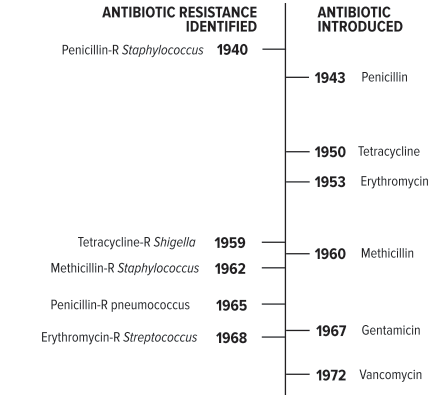 ANTIBIOTIC RESISTANCE
IDENTIFIED
ANTIBIOTIC
INTRODUCED
Penicillin-R Staphylococcus 1940
1943 Penicillin
1950 Tetracycline
1953 Erythromycin
Tetracycline-R Shigella 1959
1960 Methicillin
Methicillin-R Staphylococcus 1962
Penicillin-R pneumococcus 1965
1967 Gentamicin
Erythromycin-R Streptococcus 1968
1972 Vancomycin